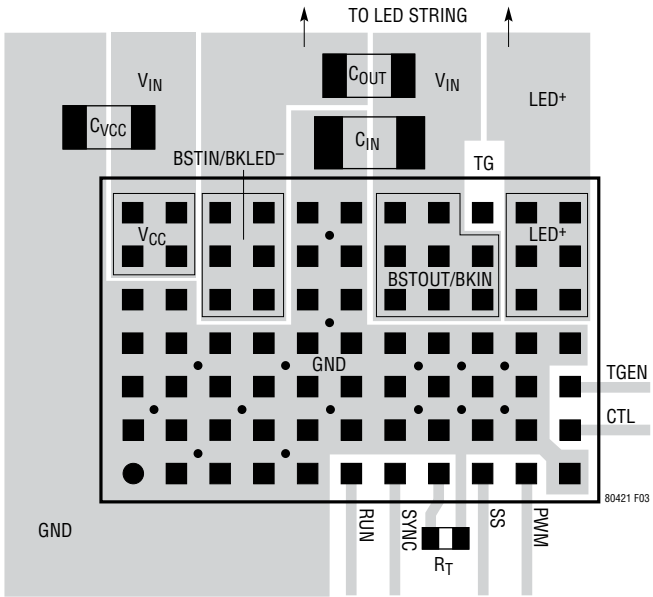 TO LED STRING
VIN
COUT
VIN
LED+
CVCC
CIN
BSTIN/BKLED–
TG
VCC
LED+
BSTOUT/BKIN
GND
TGEN
CTL
80421 F03
GND
RUN
SYNC
RT
SS
PWM